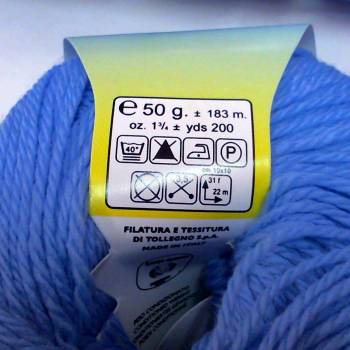 ℮ 50 g. ± 183 m.
oz. 1¾ ± yds 200
40° P
cm 10x10
3,5 31 f
22 m
FILATURA E TESSITURA
DI TOLLEGNO S.p.A.
MADE IN ITALY